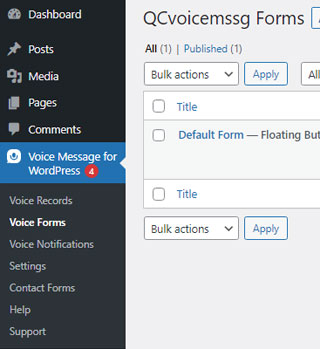 Dashboard
Posts
Media
Pages
Comments
Voice Message for
WordPress 4
Voice Records
Voice Forms
Voice Notifications
Settings
Contact Forms
Help
Support
QCvoicemssg Forms
All (1) | Published (1)
Bulk actions Apply All
Title
Default Form — Floating
Title
Bulk actions Apply